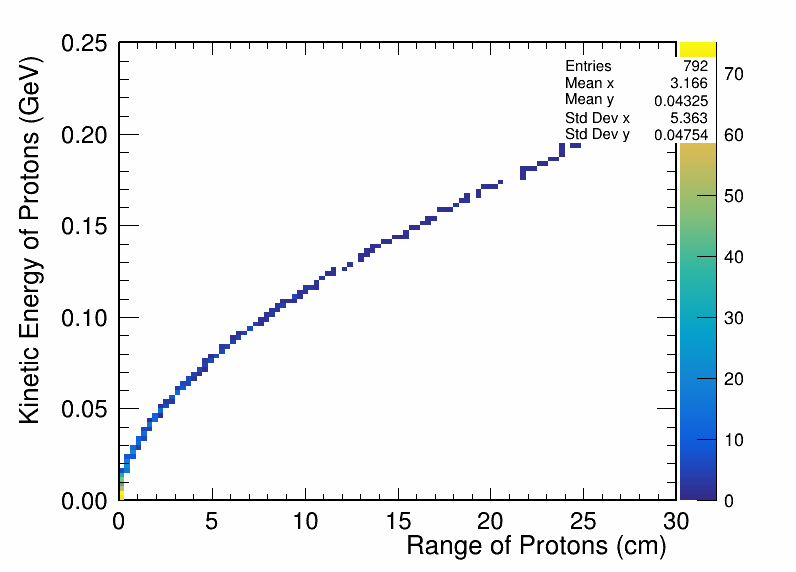 Kinetic Energy of Protons (GeV)
0.25
0.20
0.15
0.10
0.05
0.00
0 5 10 15 20 25 30
Range of Protons (cm)
Entries 792
Mean x 3.166
Mean y 0.04325
Std Dev x 5.363
Std Dev y 0.04754
70
60
50
40
30
20
10
0